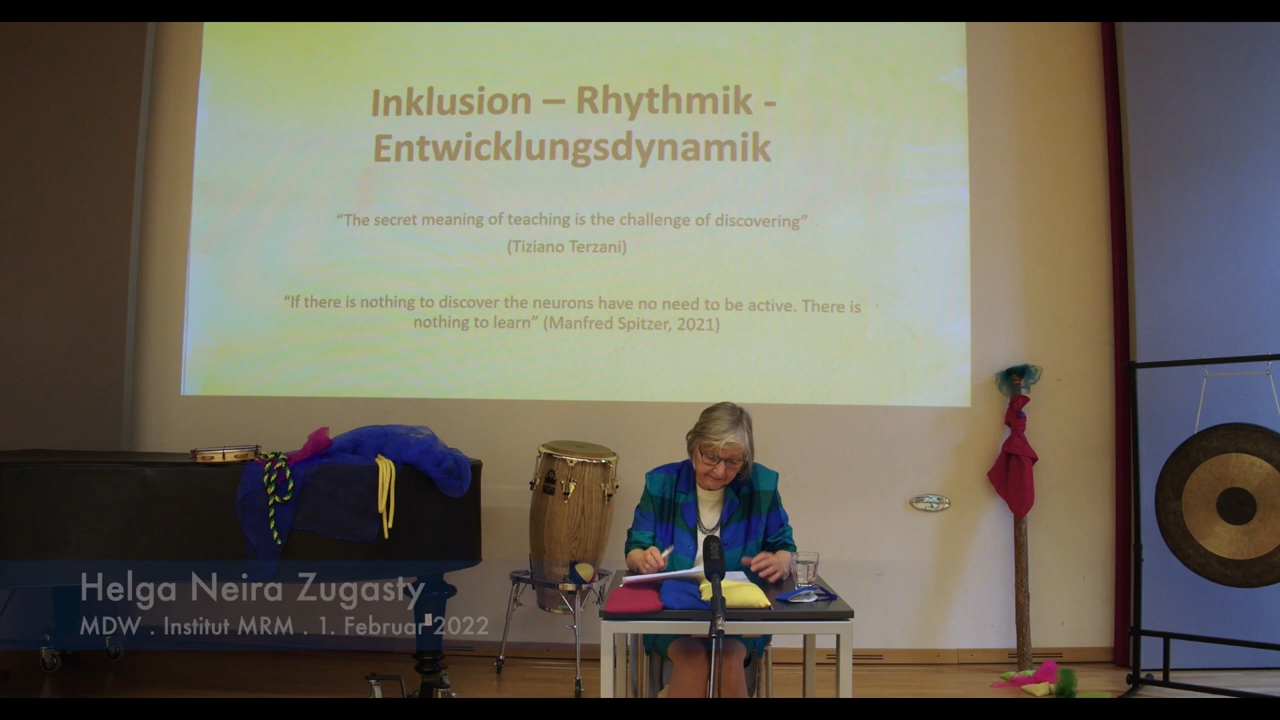 Inklusion – Rhythmik -
Entwicklungsdynamik
“The secret meaning of teaching is the challenge of discovering”
(Tiziano Terzani)
“If there is nothing to discover the neurons have no need to be active. There is
nothing to learn” (Manfred Spitzer, 2021)
Helga Neira Zugasty
MDW . Institut MRM . 1. Februar 2022